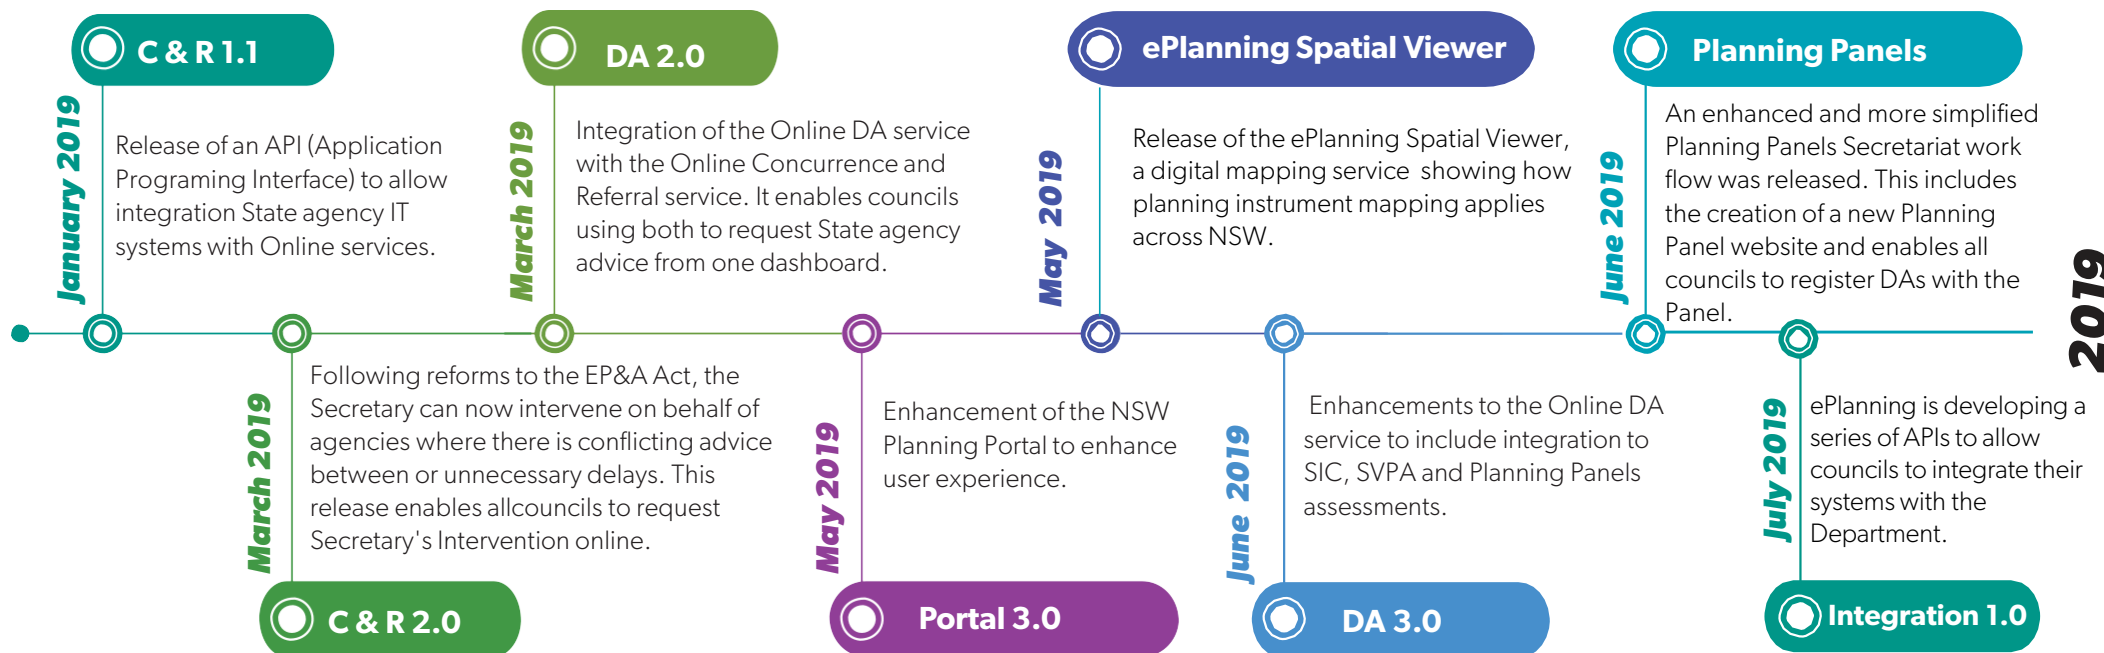 C & R 1.1
January 2019
Release of an API (Application
Programing Interface) to allow
integration State agency IT
systems with Online services.
March 2019
Following reforms to the EP&A Act, the
Secretary can now intervene on behalf of
agencies where there is conflicting advice
between or unnecessary delays. This
release enables allcouncils to request
Secretary's Intervention online.
C & R 2.0
DA 2.0
March 2019
Integration of the Online DA service
with the Online Concurrence and
Referral service. It enables councils
using both to request State agency
advice from one dashboard.
May 2019
Enhancement of the NSW
Planning Portal to enhance
user experience.
Portal 3.0
ePlanning Spatial Viewer
May 2019
Release of the ePlanning Spatial Viewer,
a digital mapping service showing how
planning instrument mapping applies
across NSW.
June 2019
Enhancements to the Online DA
service to include integration to
SIC, SVPA and Planning Panels
assessments.
DA 3.0
Planning Panels
June 2019
An enhanced and more simplified
Planning Panels Secretariat work
flow was released. This includes
the creation of a new Planning
Panel website and enables all
councils to register DAs with the
Panel.
July 2019
ePlanning is developing a
series of APIs to allow
councils to integrate their
systems with the
Department.
Integration 1.0
2019